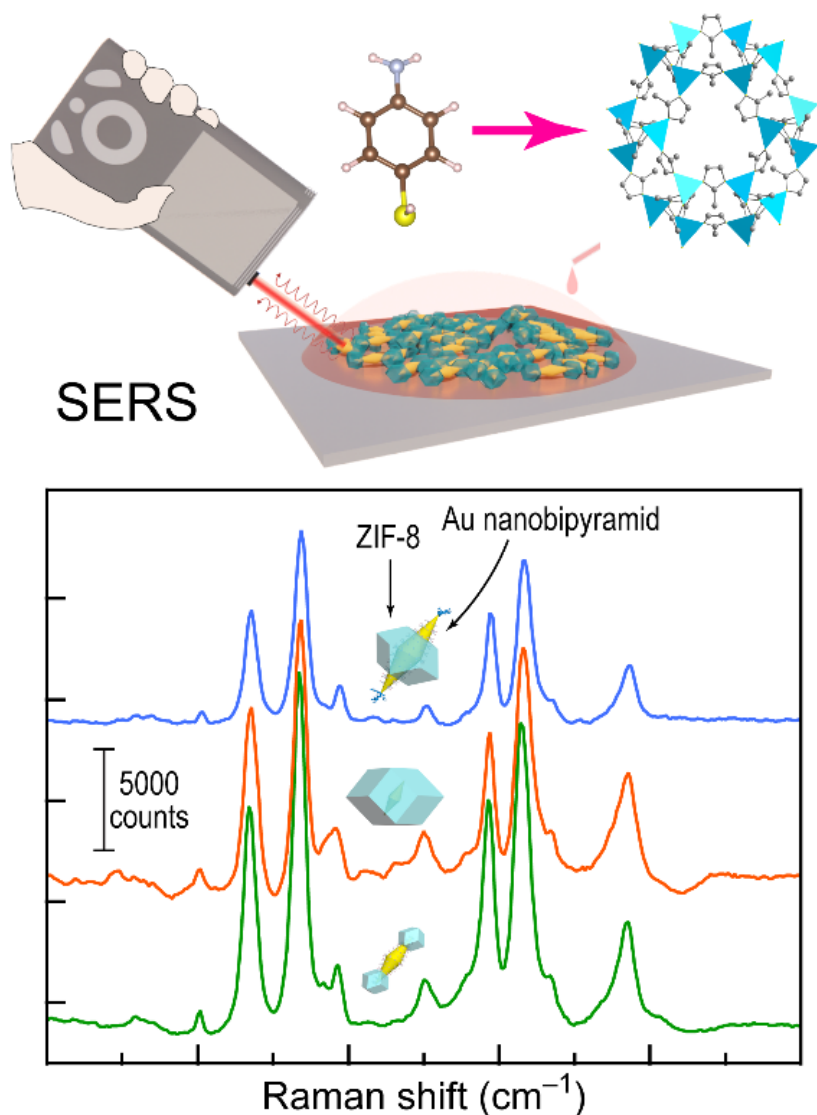 SERS
ZIF-8
Au nanobipyramid
5000
counts
Raman shift (cm⁻¹)